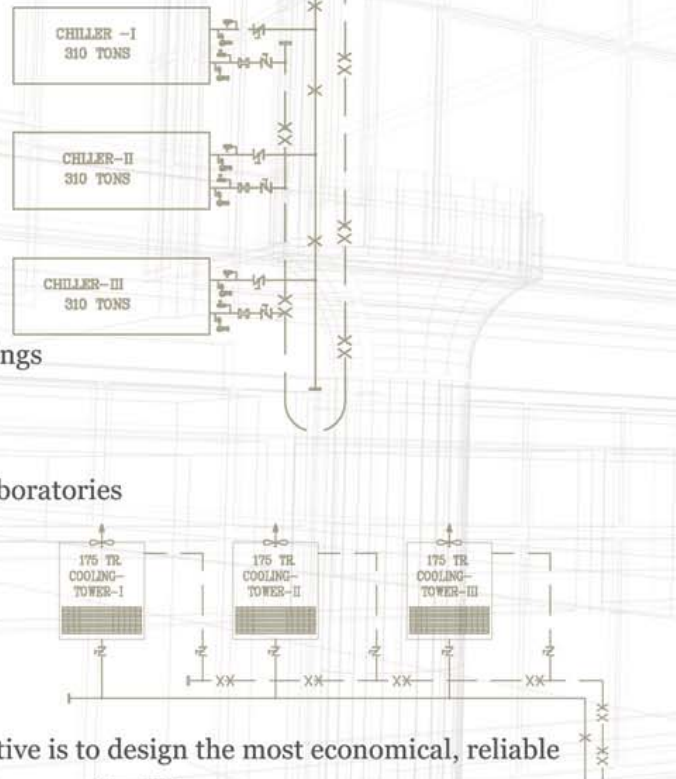 CHILLER -I
310 TONS
CHLLER-II
310 TONS
CHILLER-III
310 TONS
ngs
boratories
175 TR
COOLING-
TOWER-I
175 TR
COOLING-
TOWER-II
175 TR
COOLING-
TOWER-III
tive is to design the most economical, reliable